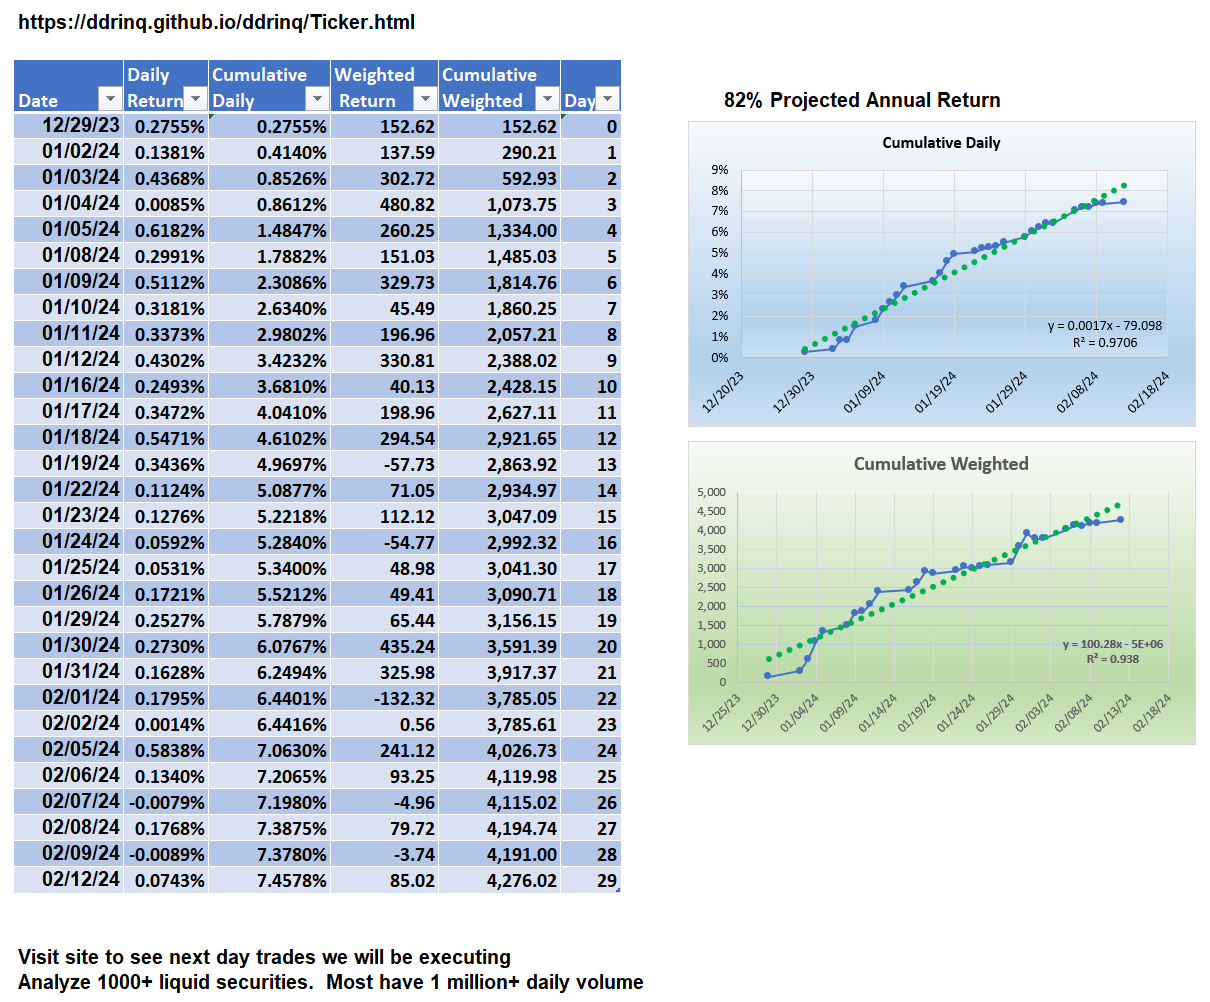 https://ddrinq.github.io/ddrinq/Ticker.html
Date Daily Return Cumulative Daily Weighted Return Cumulative Weighted Day
12/29/23 0.2755% 0.2755% 152.62 152.62 0
01/02/24 0.1381% 0.4140% 137.59 290.21 1
01/03/24 0.4368% 0.8526% 302.72 592.93 2
01/04/24 0.0085% 0.8612% 480.82 1,073.75 3
01/05/24 0.6182% 1.4847% 260.25 1,334.00 4
01/08/24 0.2991% 1.7882% 151.03 1,485.03 5
01/09/24 0.5112% 2.3086% 329.73 1,814.76 6
01/10/24 0.3181% 2.6340% 45.49 1,860.25 7
01/11/24 0.3373% 2.9802% 196.96 2,057.21 8
01/12/24 0.4302% 3.4232% 330.81 2,388.02 9
01/16/24 0.2493% 3.6810% 40.13 2,428.15 10
01/17/24 0.3472% 4.0410% 198.96 2,627.11 11
01/18/24 0.5471% 4.6102% 294.54 2,921.65 12
01/19/24 0.3436% 4.9697% -57.73 2,863.92 13
01/22/24 0.1124% 5.0877% 71.05 2,934.97 14
01/23/24 0.1276% 5.2218% 112.12 3,047.09 15
01/24/24 0.0592% 5.2840% -54.77 2,992.32 16
01/25/24 0.0531% 5.3400% 48.98 3,041.30 17
01/26/24 0.1721% 5.5212% 49.41 3,090.71 18
01/29/24 0.2527% 5.7879% 65.44 3,156.15 19
01/30/24 0.2730% 6.0767% 435.24 3,591.39 20
01/31/24 0.1628% 6.2494% 325.98 3,917.37 21
02/01/24 0.1795% 6.4401% -132.32 3,785.05 22
02/02/24 0.0014% 6.4416% 0.56 3,785.61 23
02/05/24 0.5838% 7.0630% 241.12 4,026.73 24
02/06/24 0.1340% 7.2065% 93.25 4,119.98 25
02/07/24 -0.0079% 7.1980% -4.96 4,115.02 26
02/08/24 0.1768% 7.3875% 79.72 4,194.74 27
02/09/24 -0.0089% 7.3780% -3.74 4,191.00 28
02/12/24 0.0743% 7.4578% 85.02 4,276.02 29
82% Projected Annual Return
Cumulative Daily
9%
8%
7%
6%
5%
4%
3%
2%
1%
0%
y = 0.0017x - 79.098
R² = 0.9706
12/20/23 12/30/23 01/09/24 01/19/24 01/29/24 02/08/24 02/18/24
Cumulative Weighted
5,000
4,500
4,000
3,500
3,000
2,500
2,000
1,500
1,000
500
0
y = 100.28x - 5E+06
R² = 0.938
12/25/23 12/30/23 01/04/24 01/09/24 01/14/24 01/19/24 01/24/24 01/29/24 02/03/24 02/08/24 02/13/24 02/18/24
Visit site to see next day trades we will be executing
Analyze 1000+ liquid securities.  Most have 1 million+ daily volume